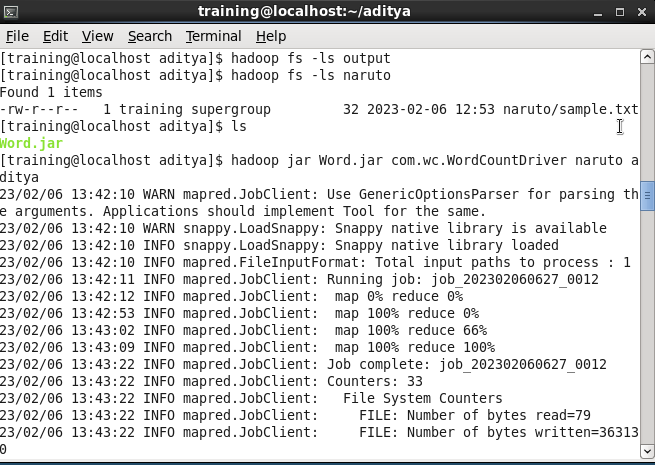 training@localhost:~/aditya
File Edit View Search Terminal Help
[training@localhost aditya]$ hadoop fs -ls output
[training@localhost aditya]$ hadoop fs -ls naruto
Found 1 items
-rw-r--r--   1 training supergroup         32 2023-02-06 12:53 naruto/sample.txt
[training@localhost aditya]$ ls
Word.jar
[training@localhost aditya]$ hadoop jar Word.jar com.wc.WordCountDriver naruto a
ditya
23/02/06 13:42:10 WARN mapred.JobClient: Use GenericOptionsParser for parsing th
e arguments. Applications should implement Tool for the same.
23/02/06 13:42:10 WARN snappy.LoadSnappy: Snappy native library is available
23/02/06 13:42:10 INFO snappy.LoadSnappy: Snappy native library loaded
23/02/06 13:42:10 INFO mapred.FileInputFormat: Total input paths to process : 1
23/02/06 13:42:11 INFO mapred.JobClient: Running job: job_202302060627_0012
23/02/06 13:42:12 INFO mapred.JobClient:  map 0% reduce 0%
23/02/06 13:42:53 INFO mapred.JobClient:  map 100% reduce 0%
23/02/06 13:43:02 INFO mapred.JobClient:  map 100% reduce 66%
23/02/06 13:43:09 INFO mapred.JobClient:  map 100% reduce 100%
23/02/06 13:43:22 INFO mapred.JobClient: Job complete: job_202302060627_0012
23/02/06 13:43:22 INFO mapred.JobClient: Counters: 33
23/02/06 13:43:22 INFO mapred.JobClient:   File System Counters
23/02/06 13:43:22 INFO mapred.JobClient:     FILE: Number of bytes read=79
23/02/06 13:43:22 INFO mapred.JobClient:     FILE: Number of bytes written=36313
0